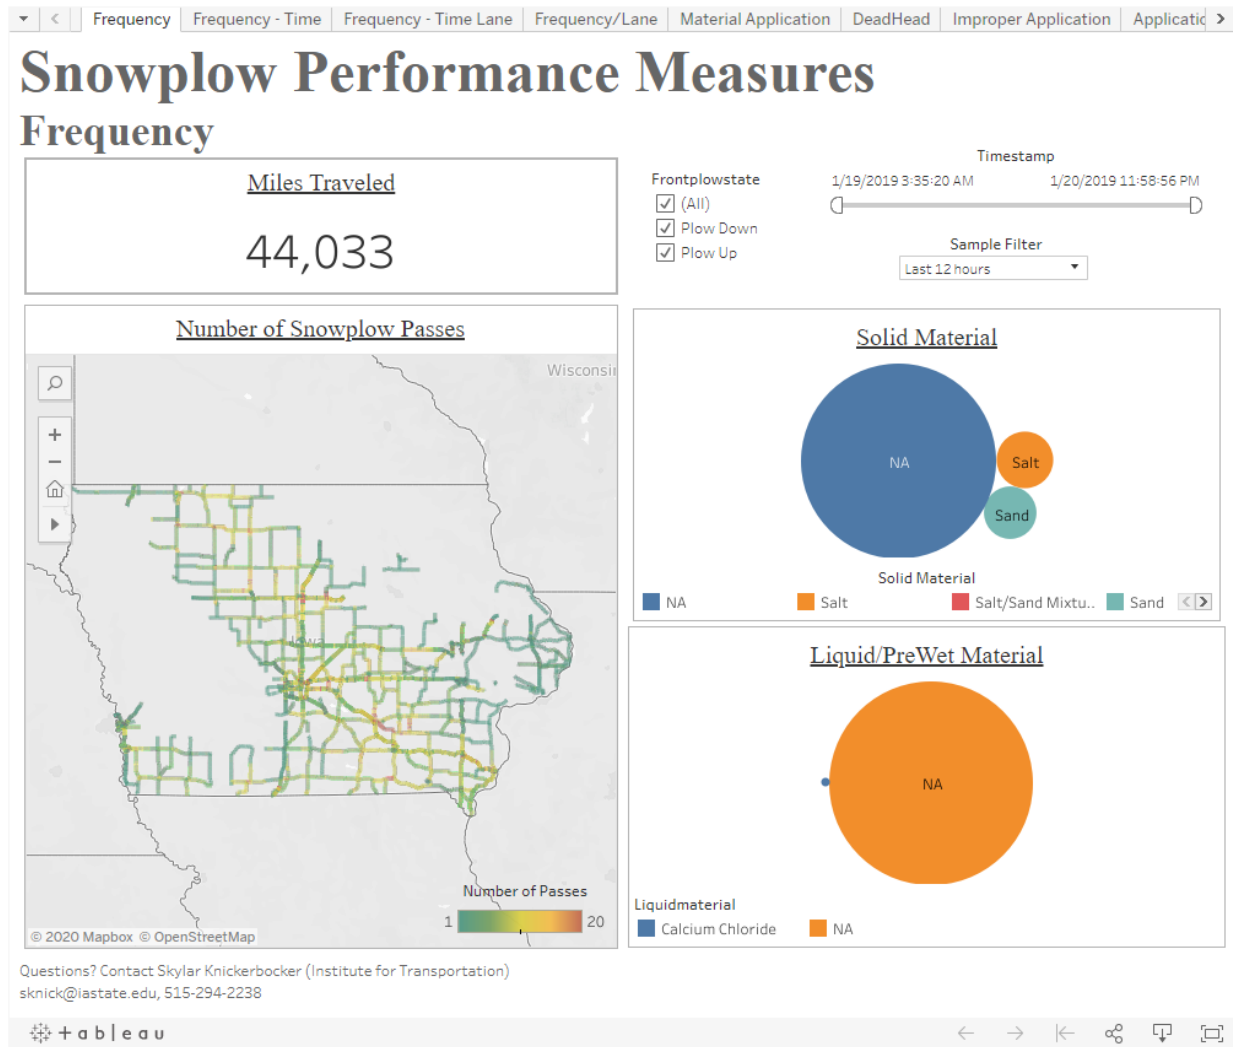 Frequency
Frequency - Time
Frequency - Time Lane
Frequency/Lane
Material Application
DeadHead
Improper Application
Applicatic
Snowplow Performance Measures
Frequency
Miles Traveled
44,033
Frontplowstate
(All)
Plow Down
Plow Up
Timestamp
1/19/2019 3:35:20 AM
1/20/2019 11:58:56 PM
Sample Filter
Last 12 hours
Number of Snowplow Passes
Wisconsin
Iowa
Number of Passes
1
20
© 2020 Mapbox © OpenStreetMap
Solid Material
NA
Salt
Sand
Solid Material
NA
Salt
Salt/Sand Mixtu..
Sand
Liquid/PreWet Material
NA
Liquidmaterial
Calcium Chloride
NA
Questions? Contact Skylar Knickerbocker (Institute for Transportation)
sknick@iastate.edu, 515-294-2238
+ a b | e a u